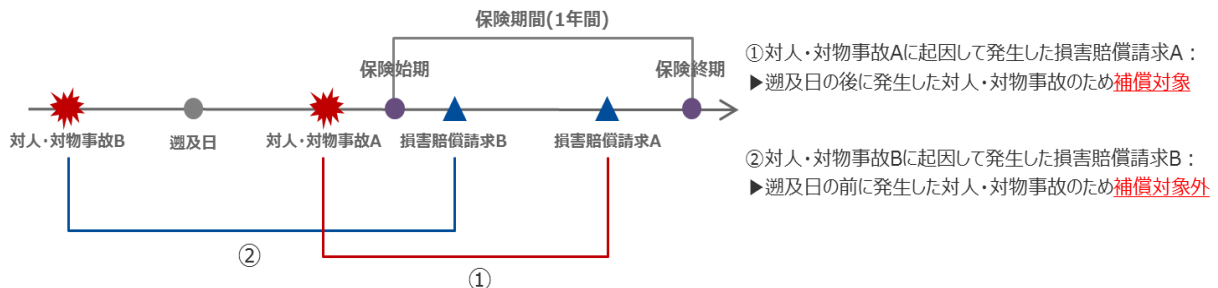 保険期間(1年間)
保険始期
保険終期
対人・対物事故B
遡及日
対人・対物事故A
損害賠償請求B
損害賠償請求A
②
①
①対人・対物事故Aに起因して発生した損害賠償請求A：
▶遡及日の後に発生した対人・対物事故のため補償対象
②対人・対物事故Bに起因して発生した損害賠償請求B：
▶遡及日の前に発生した対人・対物事故のため補償対象外